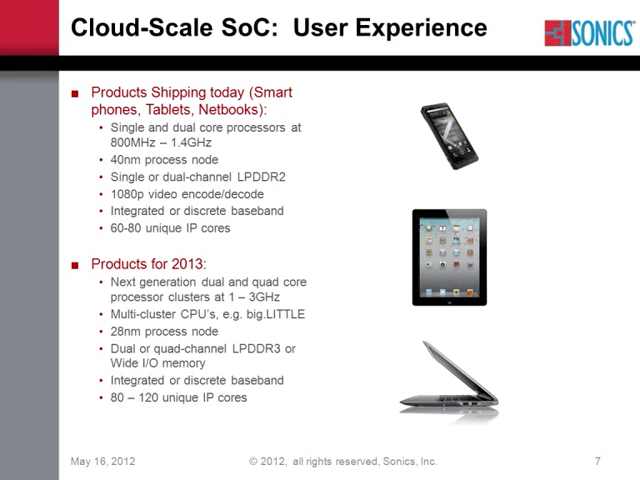 Cloud-Scale SoC: User Experience
SONICS
Products Shipping today (Smart
phones, Tablets, Netbooks):
Single and dual core processors at
800MHz – 1.4GHz
40nm process node
Single or dual-channel LPDDR2
1080p video encode/decode
Integrated or discrete baseband
60-80 unique IP cores
Products for 2013:
Next generation dual and quad core
processor clusters at 1 – 3GHz
Multi-cluster CPU's, e.g. big.LITTLE
28nm process node
Dual or quad-channel LPDDR3 or
Wide I/O memory
Integrated or discrete baseband
80 – 120 unique IP cores
May 16, 2012
© 2012, all rights reserved, Sonics, Inc.
7